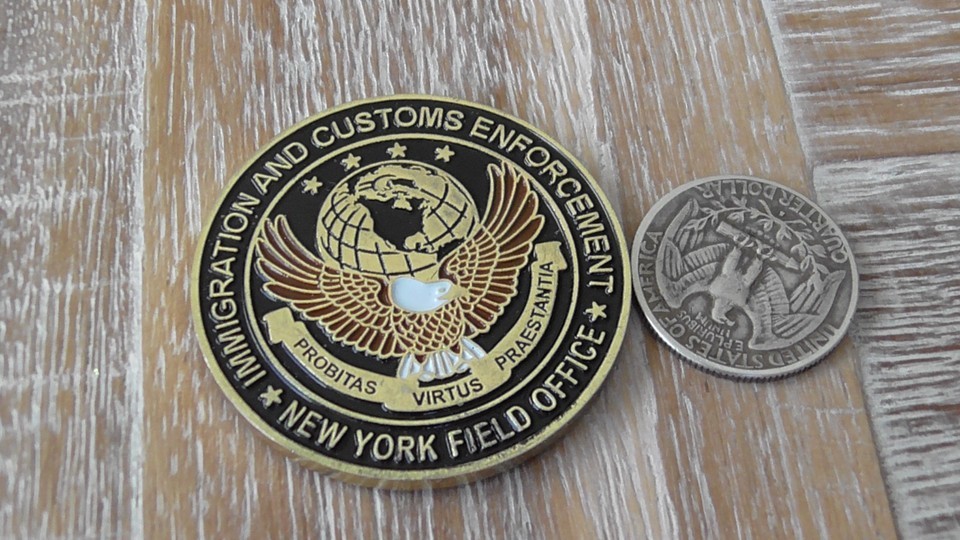 IMMIGRATION AND CUSTOMS ENFORCEMENT
PROBITAS VIRTUS PRAESTANTIA
★ NEW YORK FIELD OFFICE ★
UNITED STATES OF AMERICA
E PLURIBUS
UNUM
QUARTER DOLLAR